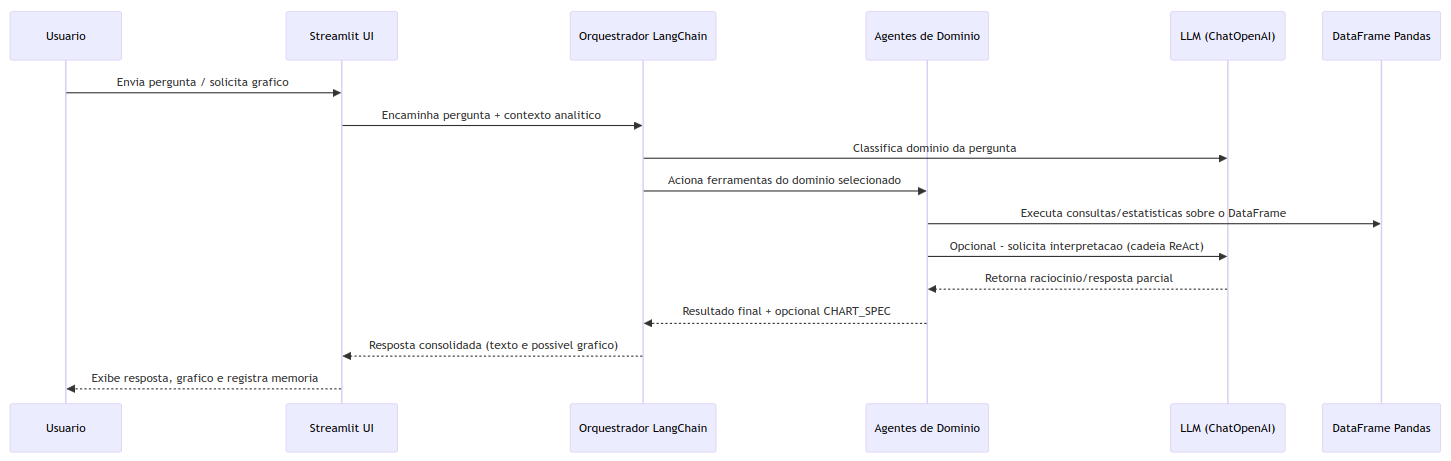 Usuario
Streamlit UI
Orquestrador LangChain
Agentes de Dominio
LLM (ChatOpenAI)
DataFrame Pandas
Envia pergunta / solicita grafico
Encaminha pergunta + contexto analitico
Classifica dominio da pergunta
Aciona ferramentas do dominio selecionado
Executa consultas/estatisticas sobre o DataFrame
Opcional - solicita interpretacao (cadeia ReAct)
Retorna raciocinio/resposta parcial
Resultado final + opcional CHART_SPEC
Resposta consolidada (texto e possivel grafico)
Exibe resposta, grafico e registra memoria
Usuario
Streamlit UI
Orquestrador LangChain
Agentes de Dominio
LLM (ChatOpenAI)
DataFrame Pandas